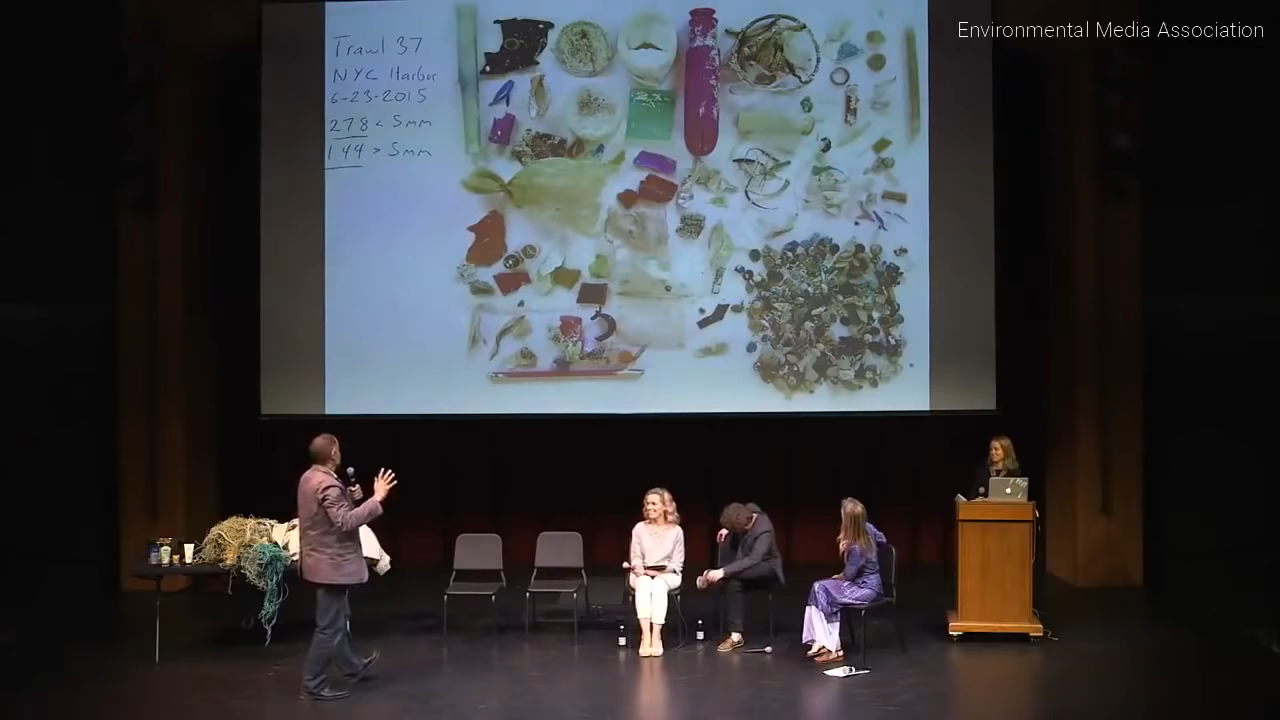 Environmental Media Association
Trawl 37
NYC Harbor
6-23-2015
278 < 5mm
144 > 5mm